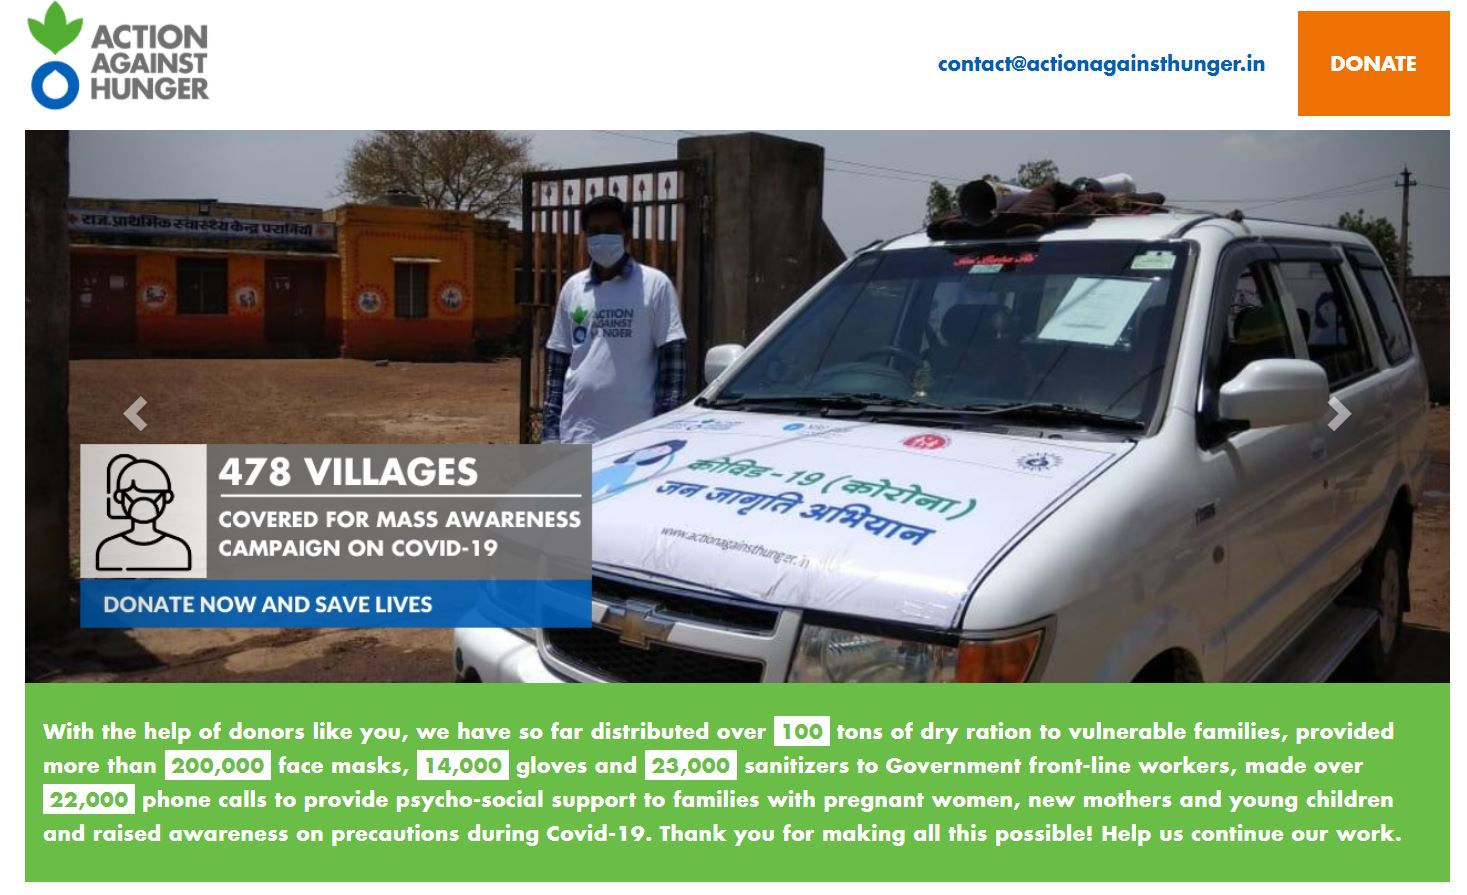 ACTION
AGAINST
HUNGER
contact@actionagainsthunger.in
DONATE
राज. प्राथमिक स्वास्थ्य केन्द्र
ACTION
AGAINST
HUNGER
478 VILLAGES
COVERED FOR MASS AWARENESS
CAMPAIGN ON COVID-19
DONATE NOW AND SAVE LIVES
कोविड-19 (कोरोना)
जन जागृति अभियान
www.actionagainsthunger.in
With the help of donors like you, we have so far distributed over 100 tons of dry ration to vulnerable families, provided
more than 200,000 face masks, 14,000 gloves and 23,000 sanitizers to Government front-line workers, made over
22,000 phone calls to provide psycho-social support to families with pregnant women, new mothers and young children
and raised awareness on precautions during Covid-19. Thank you for making all this possible! Help us continue our work.